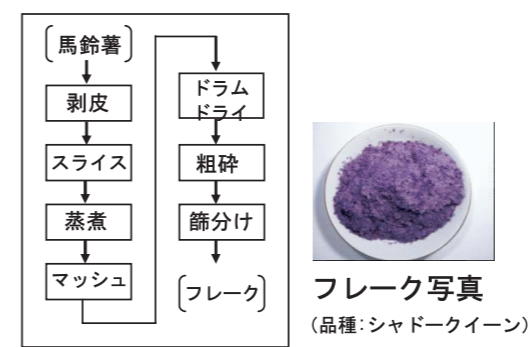 〔馬鈴薯〕
剥皮
スライス
蒸煮
マッシュ
ドラム
ドライ
粗砕
篩分け
〔フレーク〕
フレーク写真
（品種：シャドークイーン）